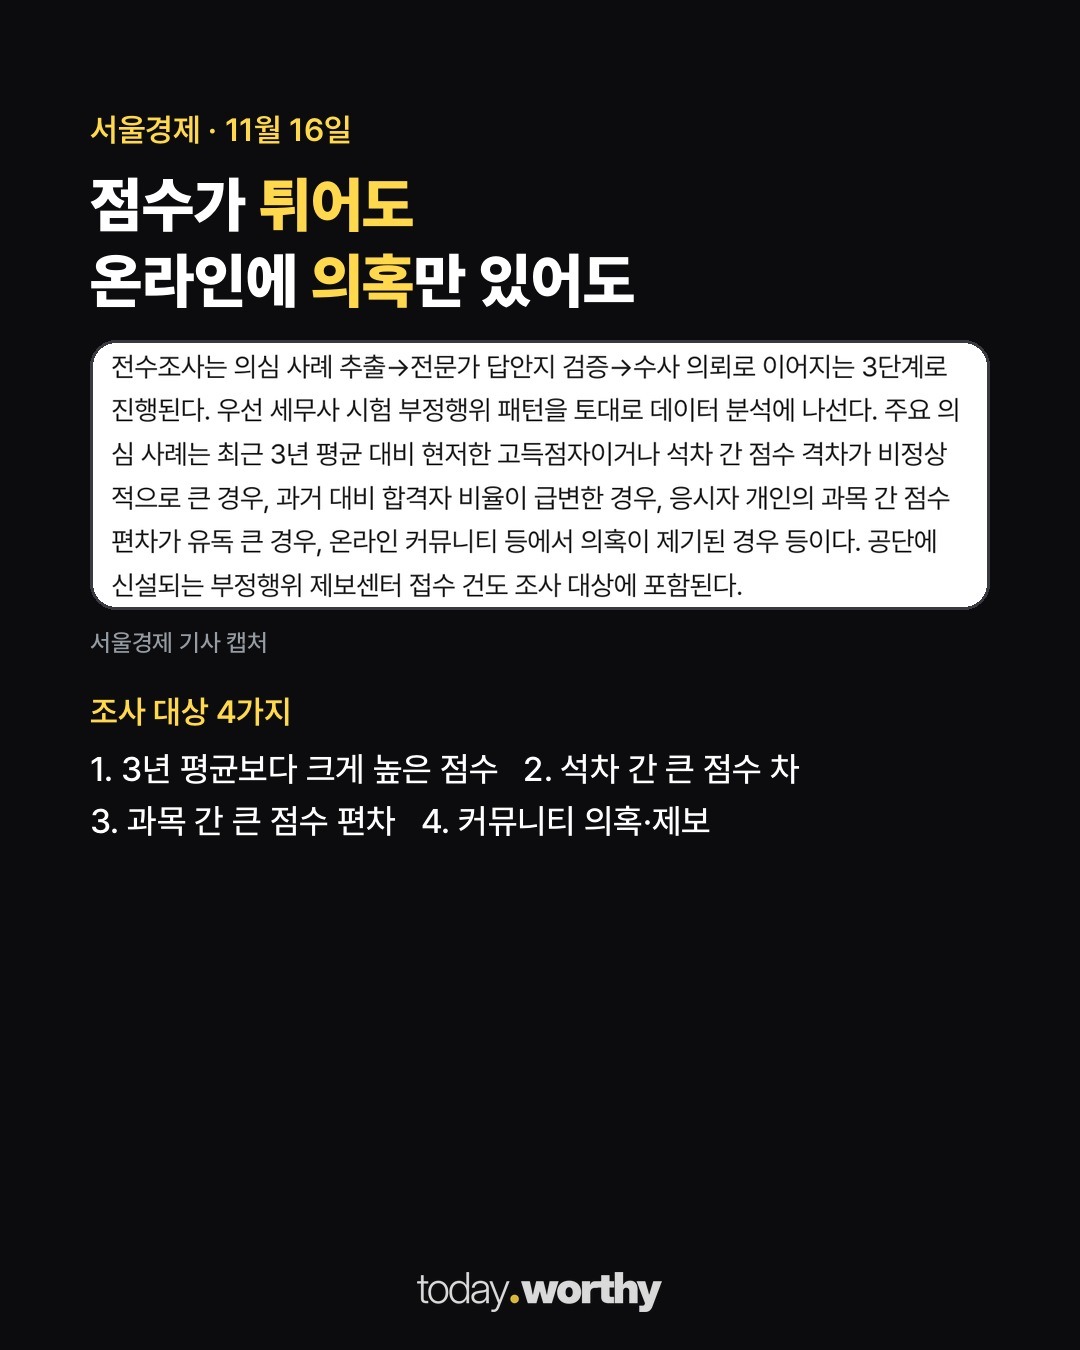 서울경제 · 11월 16일
점수가 튀어도
온라인에 의혹만 있어도
전수조사는 의심 사례 추출→전문가 답안지 검증→수사 의뢰로 이어지는 3단계로
진행된다. 우선 세무사 시험 부정행위 패턴을 토대로 데이터 분석에 나선다. 주요 의
심 사례는 최근 3년 평균 대비 현저한 고득점자이거나 석차 간 점수 격차가 비정상
적으로 큰 경우, 과거 대비 합격자 비율이 급변한 경우, 응시자 개인의 과목 간 점수
편차가 유독 큰 경우, 온라인 커뮤니티 등에서 의혹이 제기된 경우 등이다. 공단에
신설되는 부정행위 제보센터 접수 건도 조사 대상에 포함된다.
서울경제 기사 캡처
조사 대상 4가지
1. 3년 평균보다 크게 높은 점수 2. 석차 간 큰 점수 차
3. 과목 간 큰 점수 편차 4. 커뮤니티 의혹·제보
today.worthy